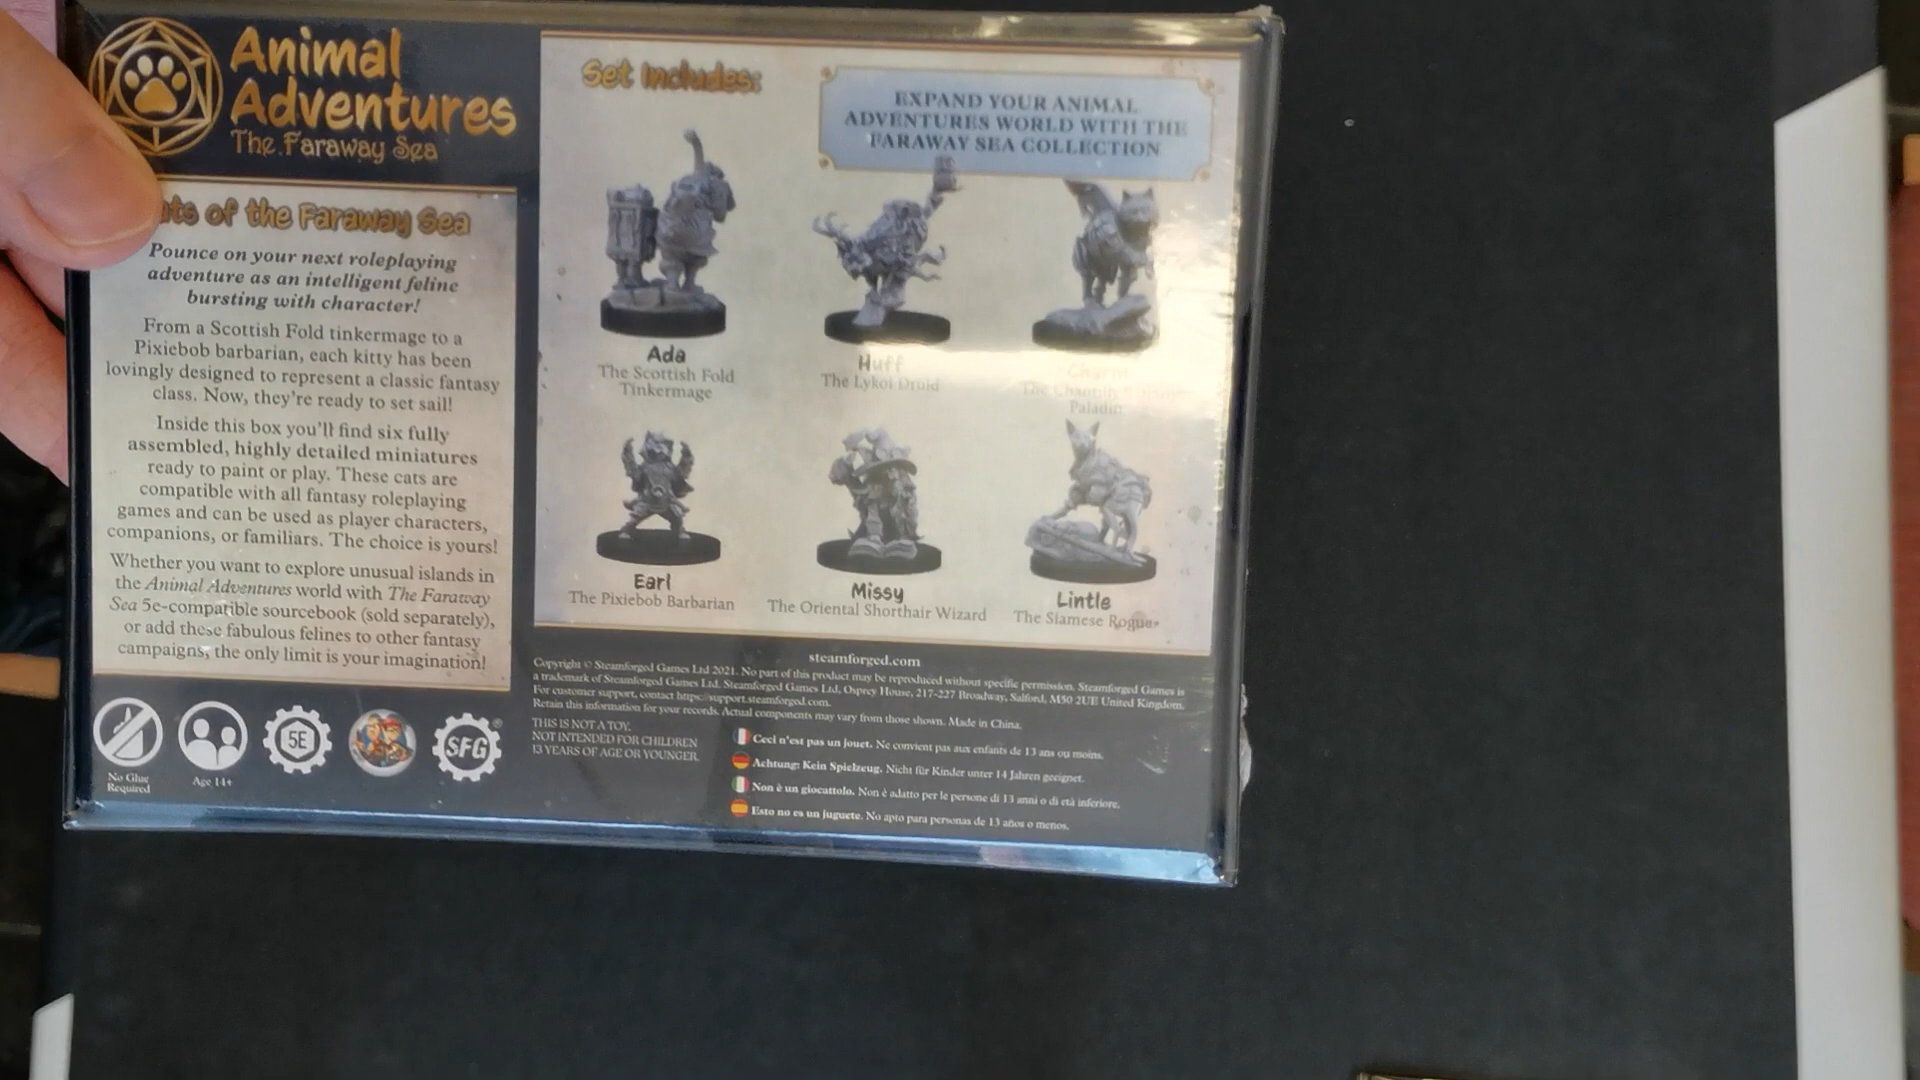 Animal
Adventures
The Faraway Sea
of the Faraway Sea
Pounce on your next roleplaying
adventure as an intelligent feline
bursting with character!
From a Scottish Fold tinkermage to a
Pixiebob barbarian, each kitty has been
lovingly designed to represent a classic fantasy
class. Now, they're ready to set sail!
Inside this box you'll find six fully
assembled, highly detailed miniatures
ready to paint or play. These cats are
compatible with all fantasy roleplaying
games and can be used as player characters,
companions, or familiars. The choice is yours!
Whether you want to explore unusual islands in
the Animal Adventures world with The Faraway
Sea 5e-compatible sourcebook (sold separately),
or add these fabulous felines to other fantasy
campaigns, the only limit is your imagination!
No Glue
Required
Age 14+
5E
SFG
®
Set Includes:
EXPAND YOUR ANIMAL
ADVENTURES WORLD WITH THE
FARAWAY SEA COLLECTION
Ada
The Scottish Fold
Tinkermage
Huff
The Lykoi Druid
The
Paladin
Earl
The Pixiebob Barbarian
Missy
The Oriental Shorthair Wizard
Lintle
The Siamese Rogue
steamforged.com
Copyright © Steamforged Games Ltd 2021. No part of this product may be reproduced without specific permission. Steamforged Games is
a trademark of Steamforged Games Ltd. Steamforged Games Ltd, Osprey House, 217-227 Broadway, Salford, M50 2UE United Kingdom.
For customer support, contact https://support.steamforged.com.
Retain this information for your records. Actual components may vary from those shown. Made in China.
THIS IS NOT A TOY.
NOT INTENDED FOR CHILDREN
13 YEARS OF AGE OR YOUNGER.
Ceci n'est pas un jouet. Ne convient pas aux enfants de 13 ans ou moins.
Achtung: Kein Spielzeug. Nicht für Kinder unter 14 Jahren geeignet.
Non è un giocattolo. Non è adatto per le persone di 13 anni o di età inferiore.
Esto no es un juguete. No apto para personas de 13 años o menos.